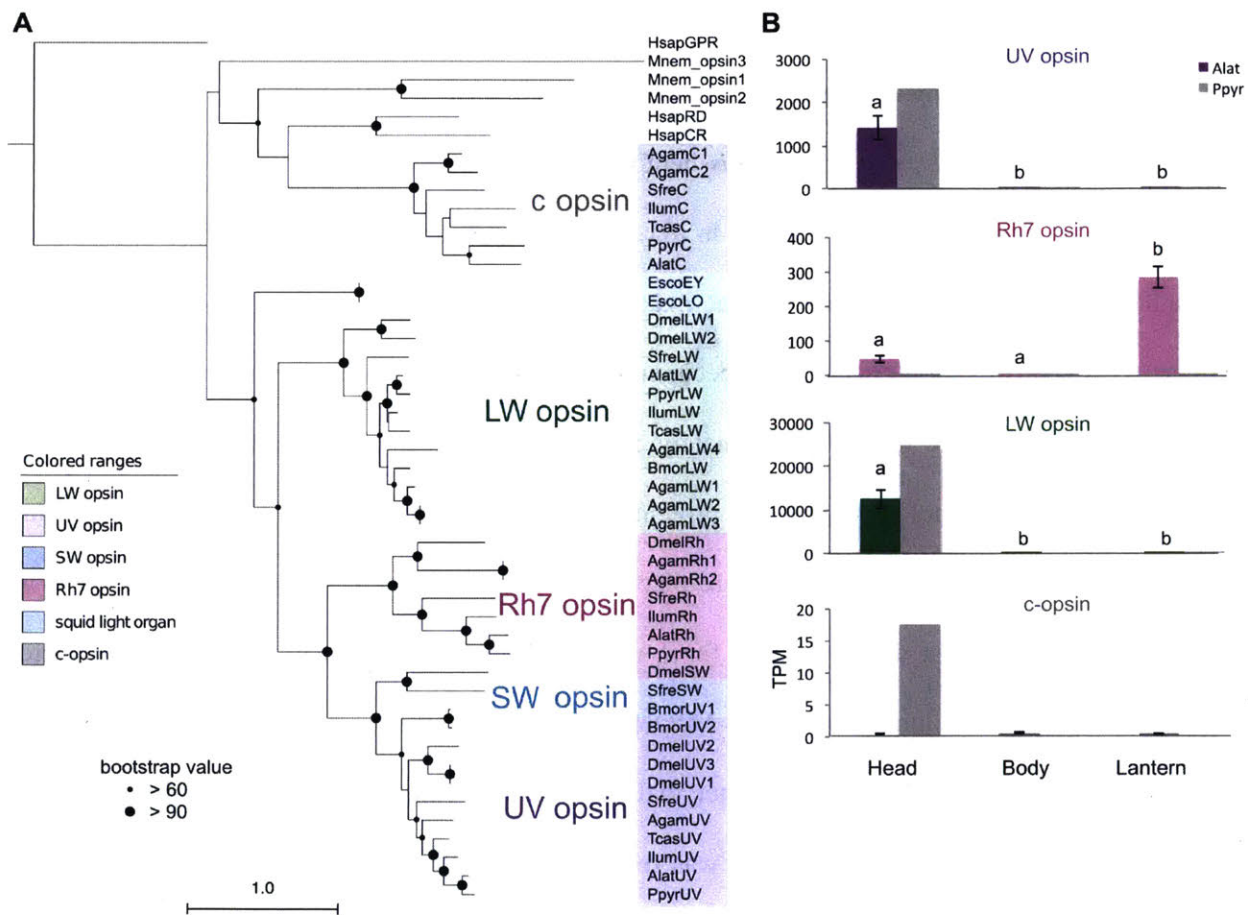 A
HsapGPR
Mnem_opsin3
Mnem_opsin1
Mnem_opsin2
HsapRD
HsapCR
AgamC1
AgamC2
SfreC
IlumC
TcasC
PpyrC
AlatC
EscoEY
EscoLO
DmelLW1
DmelLW2
SfreLW
AlatLW
PpyrLW
IlumLW
TcasLW
AgamLW4
BmorLW
AgamLW1
AgamLW2
AgamLW3
DmelRh
AgamRh1
AgamRh2
SfreRh
IlumRh
AlatRh
PpyrRh
DmelSW
SfreSW
BmorUV1
BmorUV2
DmelUV2
DmelUV3
DmelUV1
SfreUV
AgamUV
TcasUV
IlumUV
AlatUV
PpyrUV
c opsin
LW opsin
Rh7 opsin
SW opsin
UV opsin
Colored ranges
LW opsin
UV opsin
SW opsin
Rh7 opsin
squid light organ
c-opsin
bootstrap value
> 60
> 90
1.0
B
UV opsin
Alat
Ppyr
3000
2000
1000
0
a
b
b
Rh7 opsin
400
300
200
100
0
a
a
b
LW opsin
30000
20000
10000
0
a
b
b
c-opsin
20
15
10
5
0
TPM
Head Body Lantern